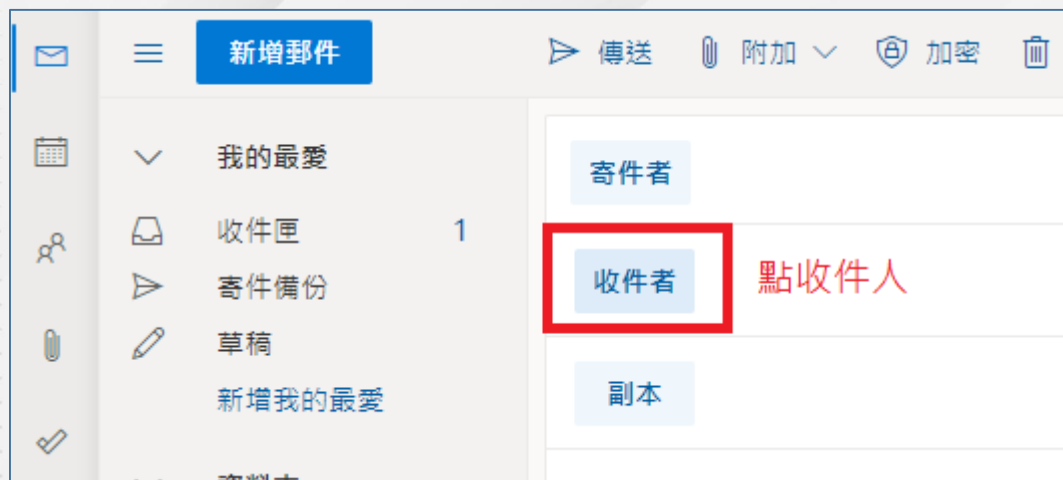 新增郵件
傳送
附加
加密
我的最愛
收件匣 1
寄件備份
草稿
新增我的最愛
寄件者
收件者 點收件人
副本